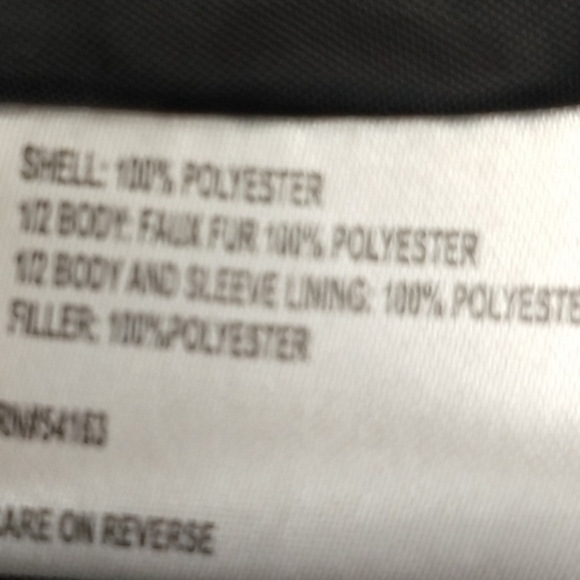 SHELL: 100% POLYESTER
1/2 BODY: FAUX FUR 100% POLYESTER
1/2 BODY AND SLEEVE LINING: 100% POLYESTE
FILLER: 100%POLYESTER
RN#54163
CARE ON REVERSE